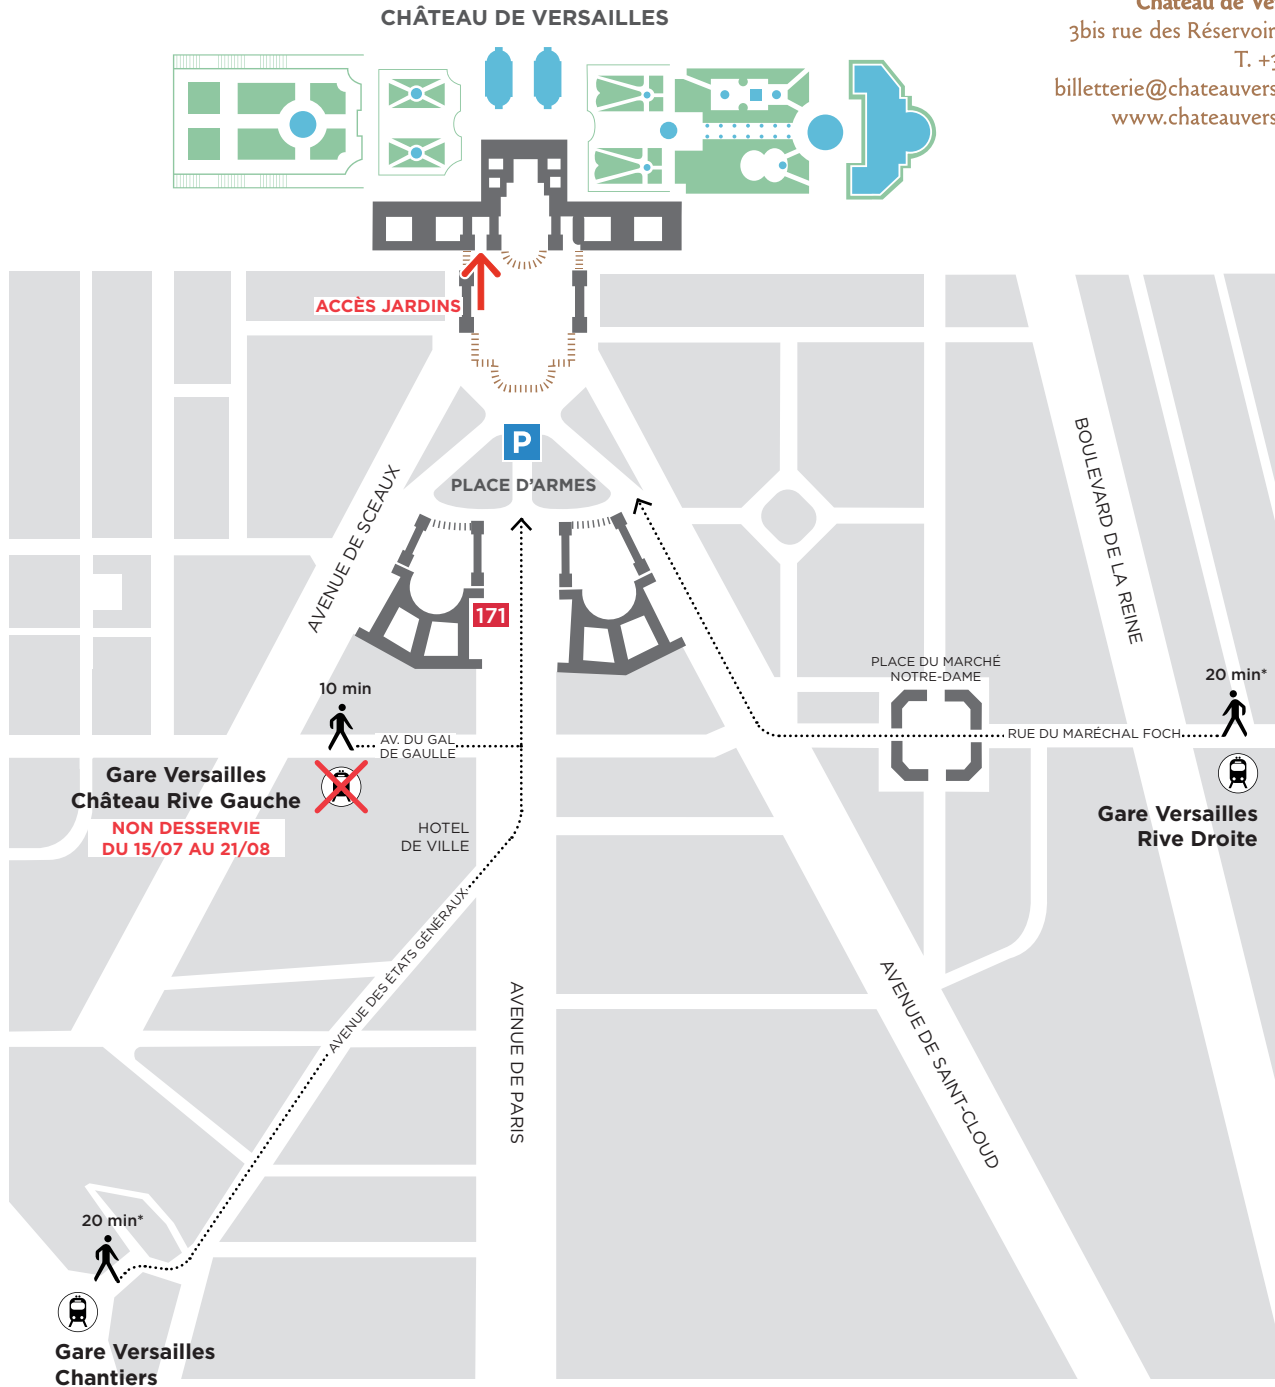 CHÂTEAU DE VERSAILLES
Château de Ve
3bis rue des Réservoir
T. +3
billetterie@chateauvers
www.chateauvers
ACCÈS JARDINS
P
PLACE D'ARMES
AVENUE DE SCEAUX
BOULEVARD DE LA REINE
171
PLACE DU MARCHÉ
NOTRE-DAME
10 min
20 min*
AV. DU GAL
DE GAULLE
RUE DU MARÉCHAL FOCH
Gare Versailles
Château Rive Gauche
NON DESSERVIE
DU 15/07 AU 21/08
HOTEL
DE VILLE
Gare Versailles
Rive Droite
AVENUE DES ÉTATS GÉNÉRAUX
AVENUE DE PARIS
AVENUE DE SAINT-CLOUD
20 min*
Gare Versailles
Chantiers